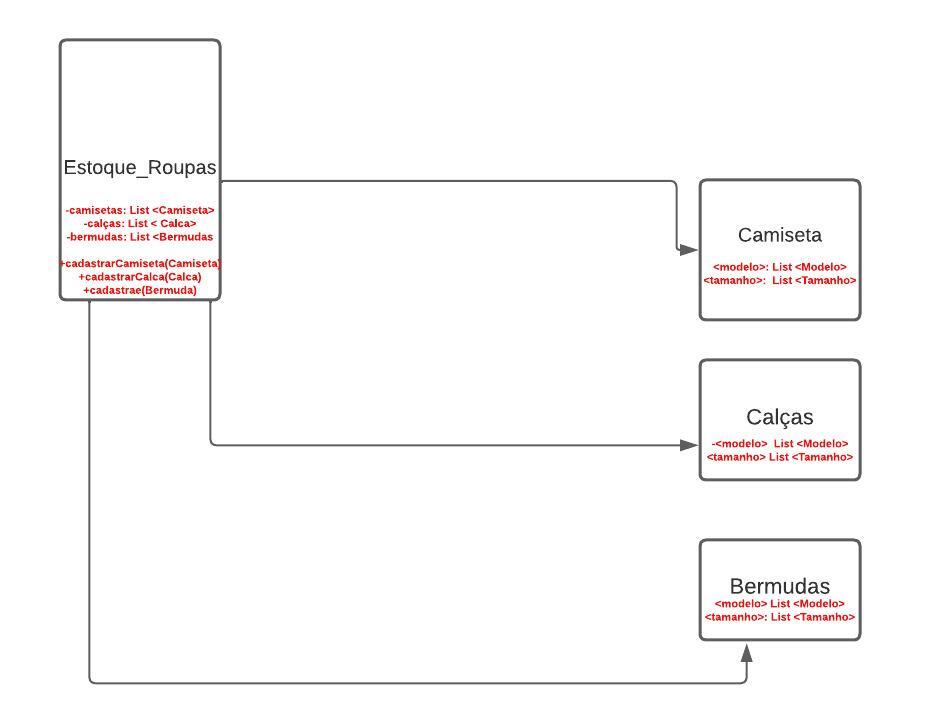 Estoque_Roupas
-camisetas: List <Camiseta>
-calças: List < Calca>
-bermudas: List <Bermudas
+cadastrarCamiseta(Camiseta)
+cadastrarCalca(Calca)
+cadastrae(Bermuda)
Camiseta
<modelo>: List <Modelo>
<tamanho>: List <Tamanho>
Calças
-<modelo> List <Modelo>
<tamanho> List <Tamanho>
Bermudas
<modelo> List <Modelo>
<tamanho>: List <Tamanho>